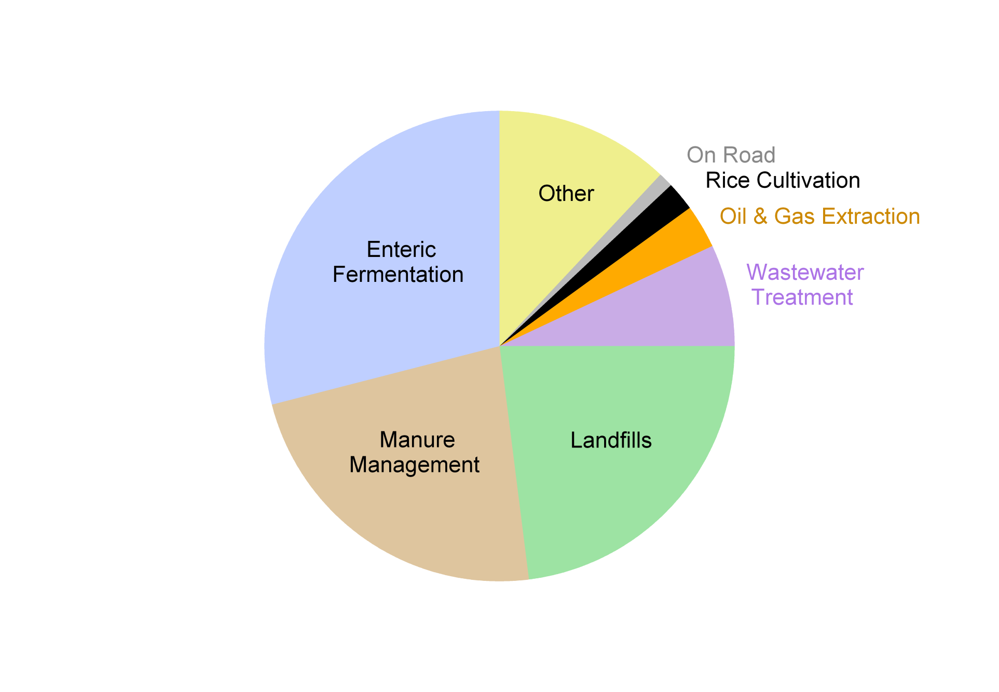 On Road
Rice Cultivation
Other
Oil & Gas Extraction
Enteric
Fermentation
Wastewater
Treatment
Manure
Management
Landfills